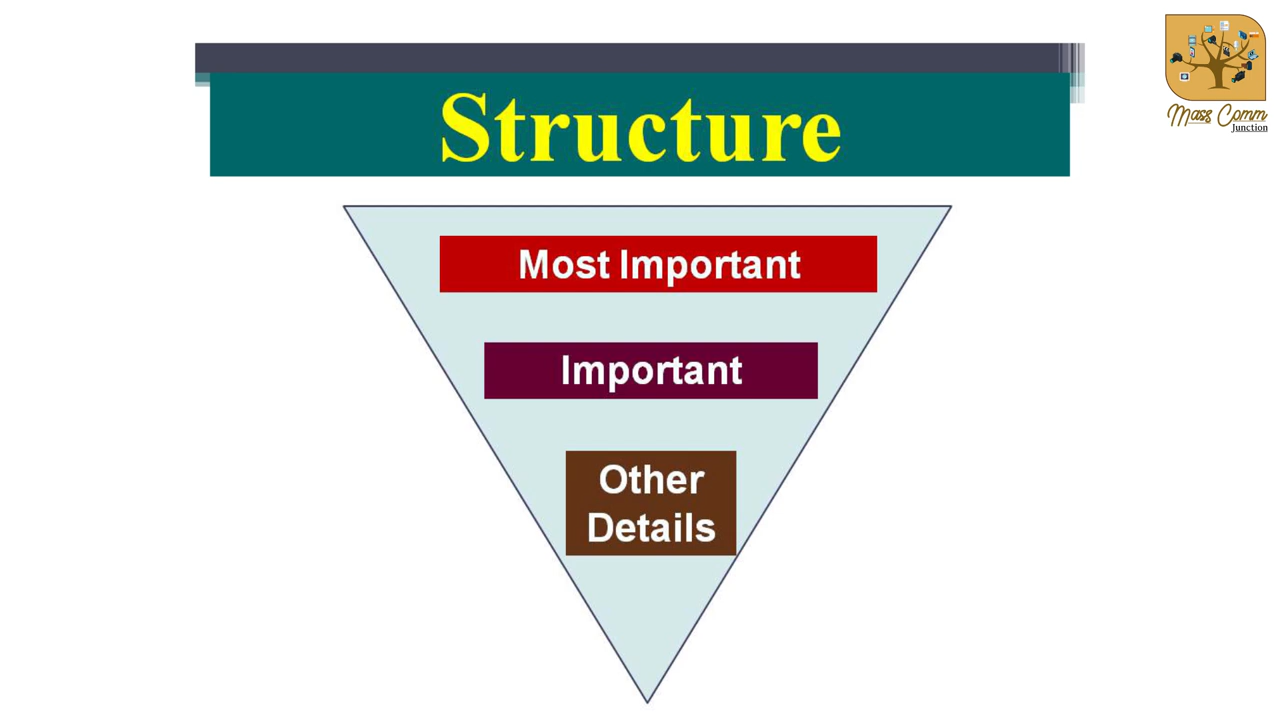 Structure
Mass Comm
Junction
Most Important
Important
Other
Details